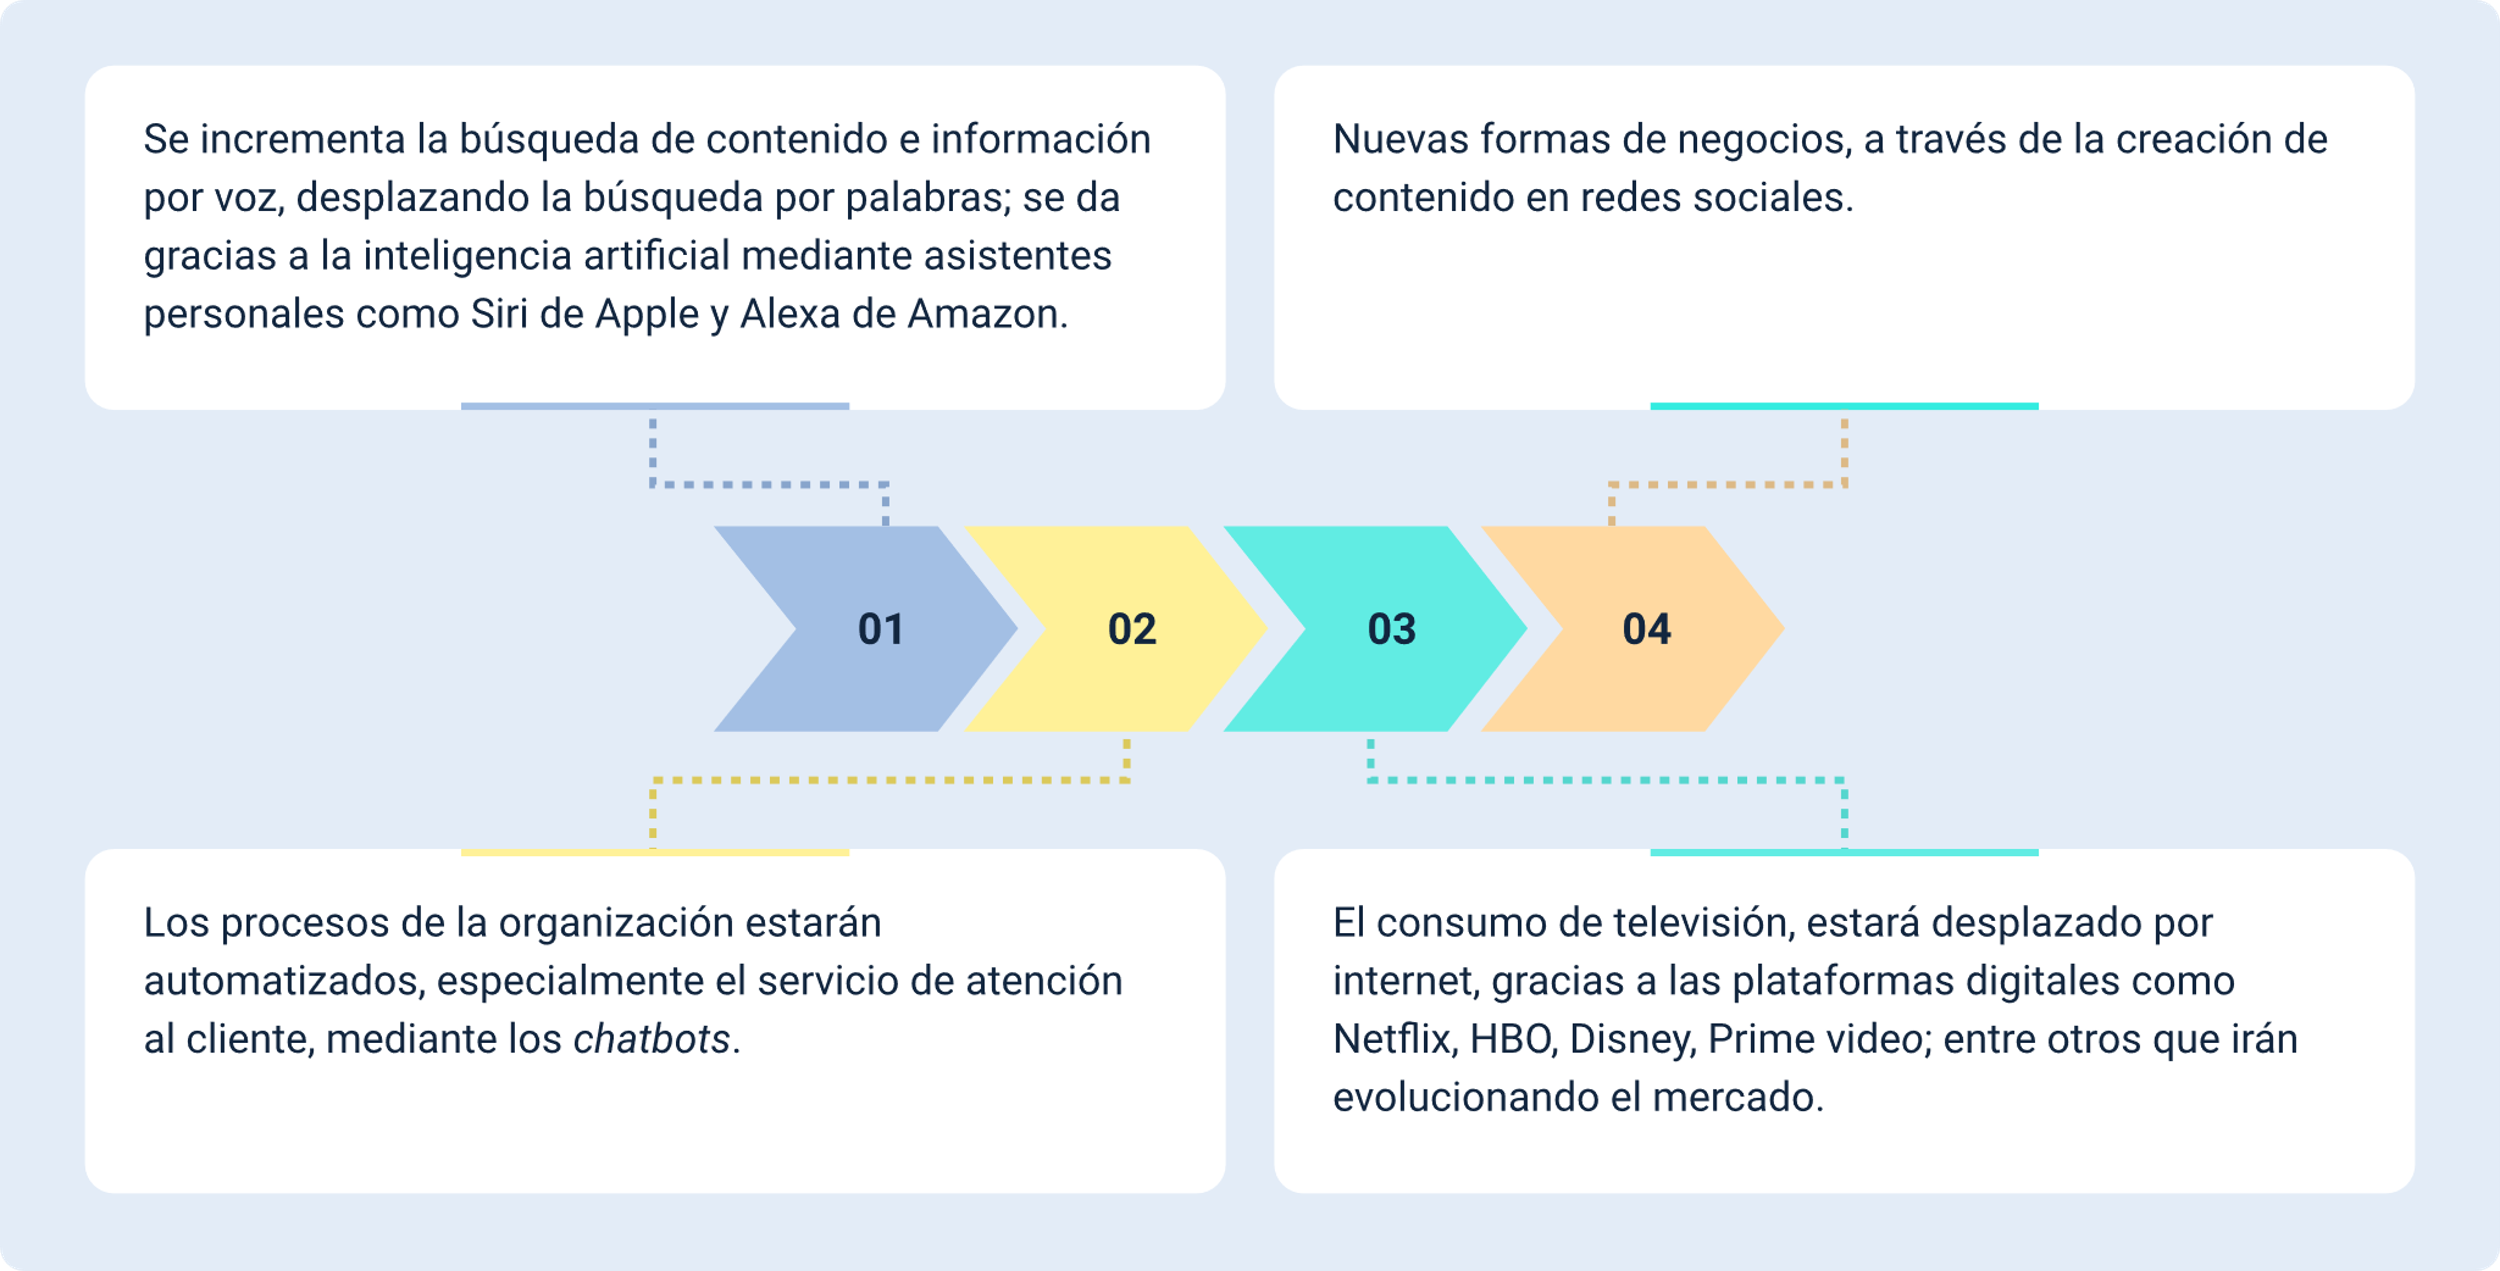 Se incrementa la búsqueda de contenido e información
por voz, desplazando la búsqueda por palabras; se da
gracias a la inteligencia artificial mediante asistentes
personales como Siri de Apple y Alexa de Amazon.
Nuevas formas de negocios, a través de la creación de
contenido en redes sociales.
01
02
03
04
Los procesos de la organización estarán
automatizados, especialmente el servicio de atención
al cliente, mediante los chatbots.
El consumo de televisión, estará desplazado por
internet, gracias a las plataformas digitales como
Netflix, HBO, Disney, Prime video; entre otros que irán
evolucionando el mercado.